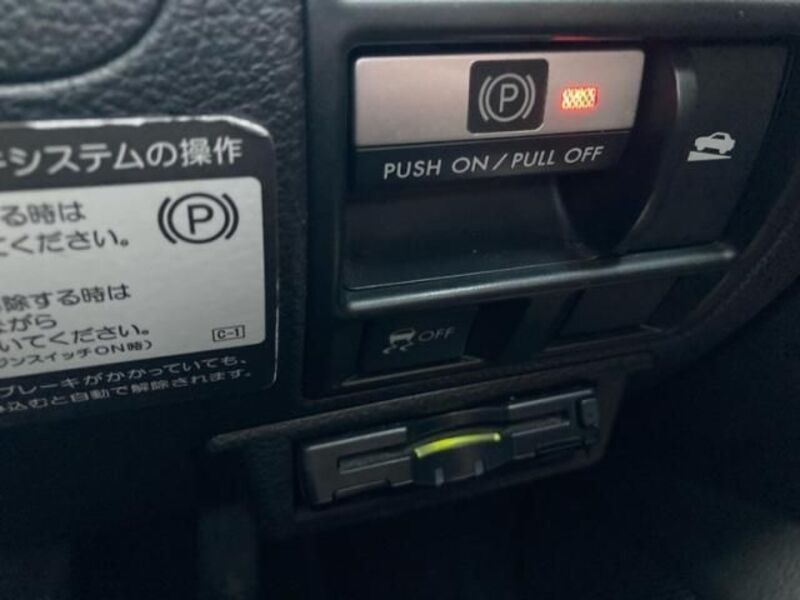 キシステムの操作
る時は
てください。
P
除する時は
ながら
いてください。
ンスイッチON時)
C-1
ブレーキがかかっていても、
込むと自動で解除されます。
P
PUSH ON/PULL OFF
OFF